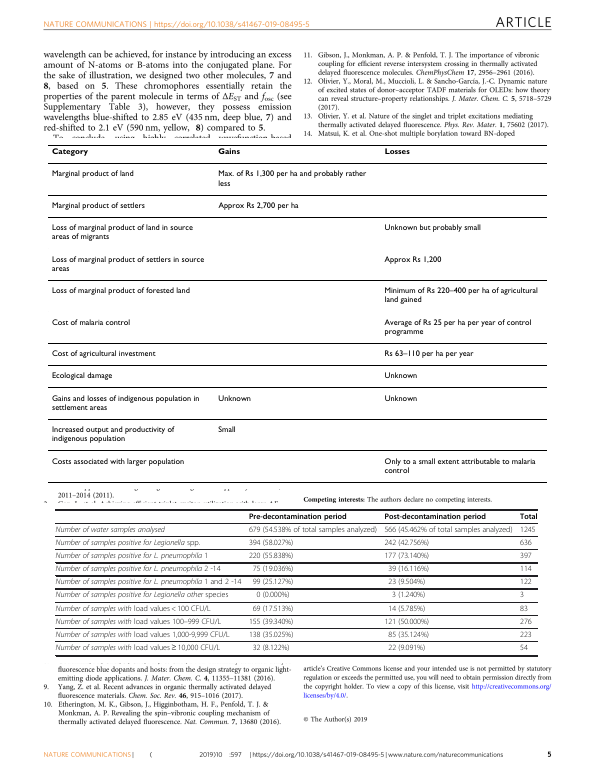 NATURE COMMUNICATIONS | https://doi.org/10.1038/s41467-019-08495-5
ARTICLE
wavelength can be achieved, for instance by introducing an excess
amount of N-atoms or B-atoms into the conjugated plane. For
the sake of illustration, we designed two other molecules, 7 and
8, based on 5. These chromophores essentially retain the
properties of the parent molecule in terms of ΔEST and fosc (see
Supplementary Table 3), however, they possess emission
wavelengths blue-shifted to 2.85 eV (435 nm, deep blue, 7) and
red-shifted to 2.1 eV (590 nm, yellow, 8) compared to 5.
11. Gibson, J., Monkman, A. P. & Penfold, T. J. The importance of vibronic
coupling for efficient reverse intersystem crossing in thermally activated
delayed fluorescence molecules. ChemPhysChem 17, 2956–2961 (2016).
12. Olivier, Y., Moral, M., Muccioli, L. & Sancho-García, J.-C. Dynamic nature
of excited states of donor–acceptor TADF materials for OLEDs: how theory
can reveal structure–property relationships. J. Mater. Chem. C. 5, 5718–5729
(2017).
13. Olivier, Y. et al. Nature of the singlet and triplet excitations mediating
thermally activated delayed fluorescence. Phys. Rev. Mater. 1, 75602 (2017).
14. Matsui, K. et al. One-shot multiple borylation toward BN-doped
Category Gains Losses
Marginal product of land Max. of Rs 1,300 per ha and probably rather
less
Marginal product of settlers Approx Rs 2,700 per ha
Loss of marginal product of land in source Unknown but probably small
areas of migrants
Loss of marginal product of settlers in source Approx Rs 1,200
areas
Loss of marginal product of forested land Minimum of Rs 220–400 per ha of agricultural
land gained
Cost of malaria control Average of Rs 25 per ha per year of control
programme
Cost of agricultural investment Rs 63–110 per ha per year
Ecological damage Unknown
Gains and losses of indigenous population in Unknown Unknown
settlement areas
Increased output and productivity of Small
indigenous population
Costs associated with larger population Only to a small extent attributable to malaria
control
2011–2014 (2011).
Competing interests: The authors declare no competing interests.
Pre-decontamination period Post-decontamination period Total
Number of water samples analysed 679 (54.538% of total samples analyzed) 566 (45.462% of total samples analyzed) 1245
Number of samples positive for Legionella spp. 394 (58.027%) 242 (42.756%) 636
Number of samples positive for L. pneumophila 1 220 (55.838%) 177 (73.140%) 397
Number of samples positive for L. pneumophila 2 -14 75 (19.036%) 39 (16.116%) 114
Number of samples positive for L. pneumophila 1 and 2 -14 99 (25.127%) 23 (9.504%) 122
Number of samples positive for Legionella other species 0 (0.000%) 3 (1.240%) 3
Number of samples with load values < 100 CFU/L 69 (17.513%) 14 (5.785%) 83
Number of samples with load values 100–999 CFU/L 155 (39.340%) 121 (50.000%) 276
Number of samples with load values 1,000-9,999 CFU/L 138 (35.025%) 85 (35.124%) 223
Number of samples with load values ≥ 10,000 CFU/L 32 (8.122%) 22 (9.091%) 54
fluorescence blue dopants and hosts: from the design strategy to organic light-
emitting diode applications. J. Mater. Chem. C. 4, 11355–11381 (2016).
9. Yang, Z. et al. Recent advances in organic thermally activated delayed
fluorescence materials. Chem. Soc. Rev. 46, 915–1016 (2017).
10. Etherington, M. K., Gibson, J., Higginbotham, H. F., Penfold, T. J. &
Monkman, A. P. Revealing the spin–vibronic coupling mechanism of
thermally activated delayed fluorescence. Nat. Commun. 7, 13680 (2016).
article's Creative Commons license and your intended use is not permitted by statutory
regulation or exceeds the permitted use, you will need to obtain permission directly from
the copyright holder. To view a copy of this license, visit http://creativecommons.org/
licenses/by/4.0/.
© The Author(s) 2019
NATURE COMMUNICATIONS| ( 2019)10 :597 | https://doi.org/10.1038/s41467-019-08495-5 | www.nature.com/naturecommunications 5